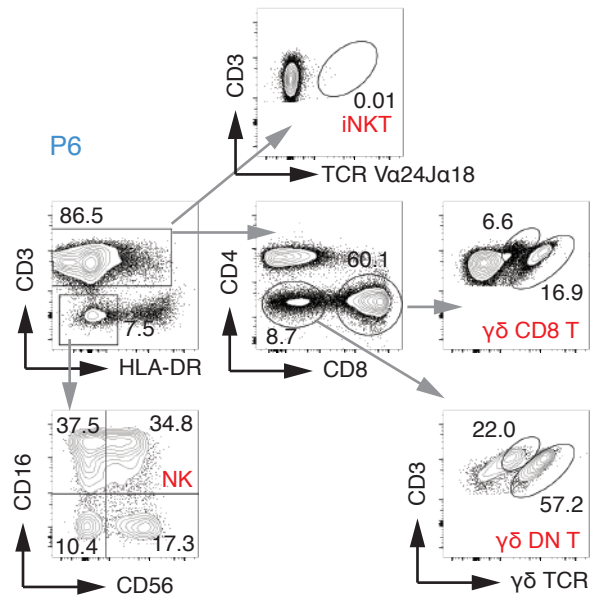 CD3
0.01
iNKT
TCR Vα24Jα18
P6
86.5
CD3
7.5
HLA-DR
CD4
60.1
8.7
CD8
6.6
16.9
γδ CD8 T
37.5
34.8
CD16
NK
10.4
17.3
CD56
22.0
CD3
57.2
γδ DN T
γδ TCR